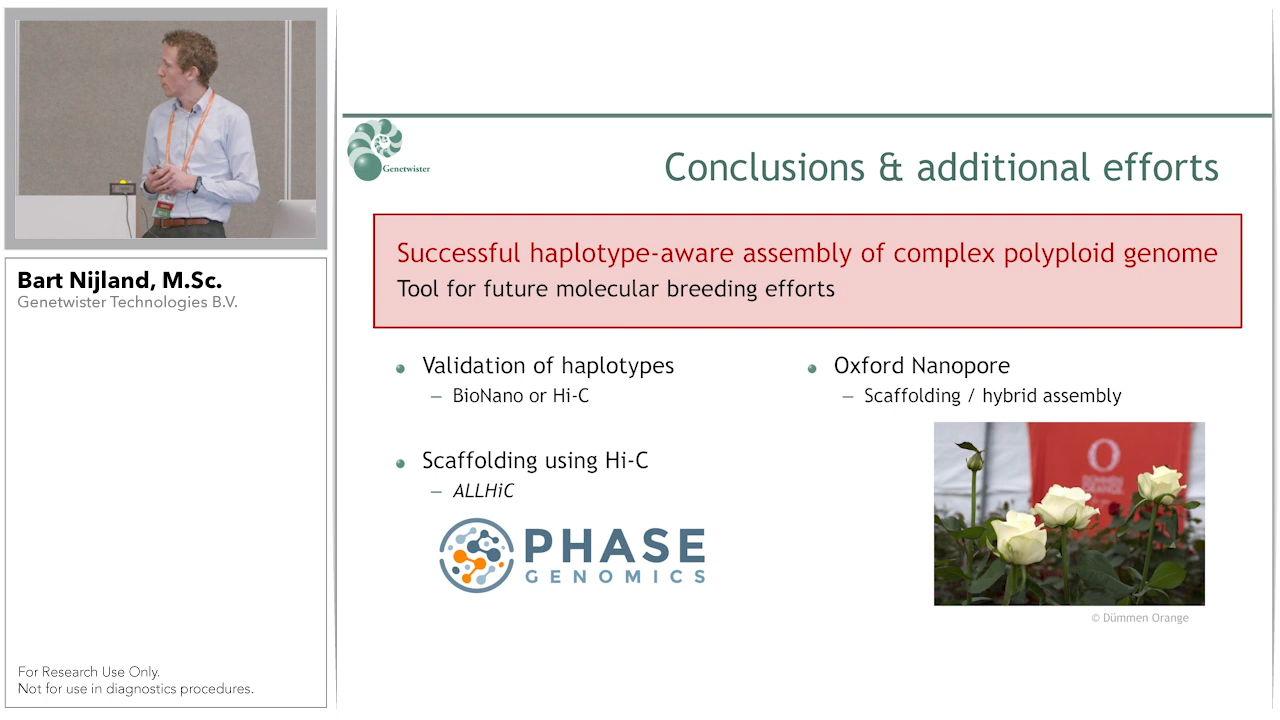 Bart Nijland, M.Sc.
Genetwister Technologies B.V.
For Research Use Only.
Not for use in diagnostics procedures.
Genetwister
Conclusions & additional efforts
Successful haplotype-aware assembly of complex polyploid genome
Tool for future molecular breeding efforts
Validation of haplotypes
– BioNano or Hi-C
Scaffolding using Hi-C
– ALLHiC
PHASE
GENOMICS
Oxford Nanopore
– Scaffolding / hybrid assembly
DÜMMEN
ORANGE
© Dümmen Orange